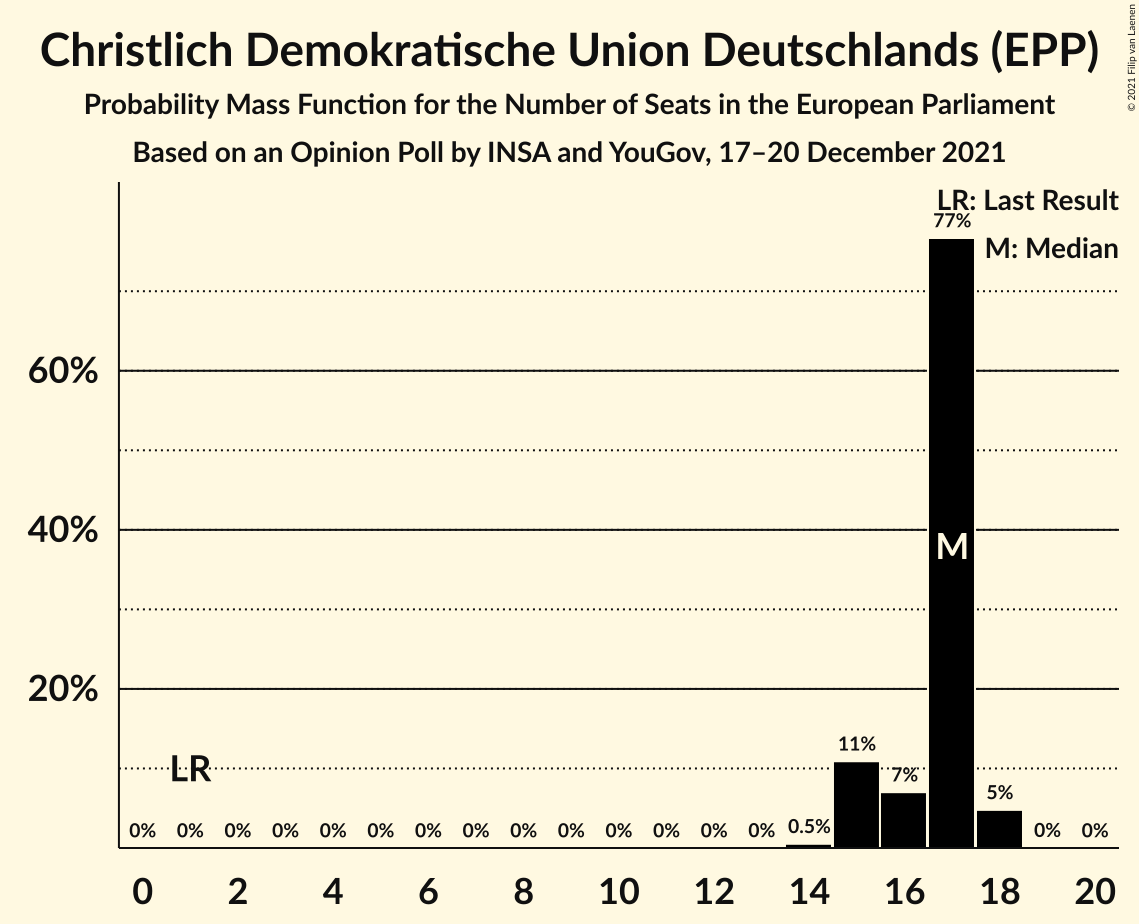 Christlich Demokratische Union Deutschlands (EPP)
Probability Mass Function for the Number of Seats in the European Parliament
Based on an Opinion Poll by INSA and YouGov, 17–20 December 2021
© 2021 Filip van Laenen
LR: Last Result
77%
M: Median
60%
40%
M
20%
11%
LR
7%
5%
0% 0% 0% 0% 0% 0% 0% 0% 0% 0% 0% 0% 0% 0% 0.5% 0% 0%
0 2 4 6 8 10 12 14 16 18 20